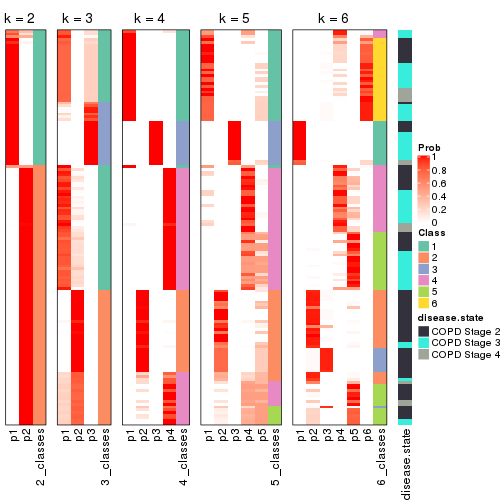 k = 2 k = 3 k = 4 k = 5 k = 6
p1 p2 2_classes p1 p2 p3 3_classes p1 p2 p3 p4 4_classes p1 p2 p3 p4 p5 5_classes p1 p2 p3 p4 p5 p6 6_classes disease.state
Prob
1
0.8
0.6
0.4
0.2
0
Class
1
2
3
4
5
6
disease.state
COPD Stage 2
COPD Stage 3
COPD Stage 4